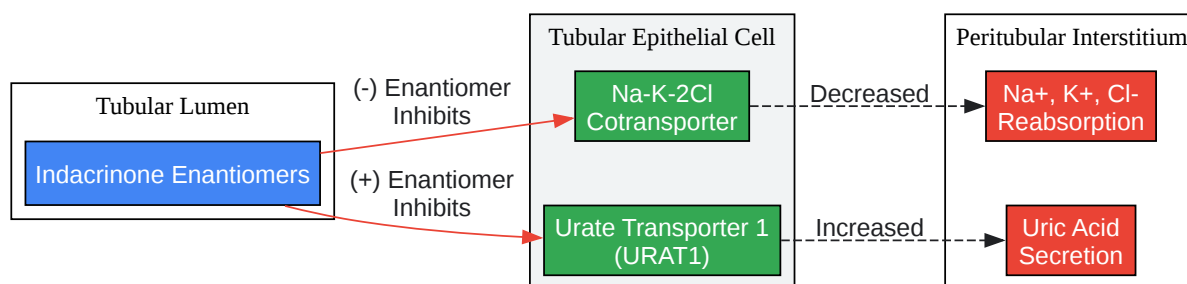 Tubular Lumen
Indacrinone Enantiomers
(-) Enantiomer
Inhibits
(+) Enantiomer
Inhibits
Tubular Epithelial Cell
Na-K-2Cl
Cotransporter
Urate Transporter 1
(URAT1)
Decreased
Increased
Peritubular Interstitium
Na+, K+, Cl-
Reabsorption
Uric Acid
Secretion